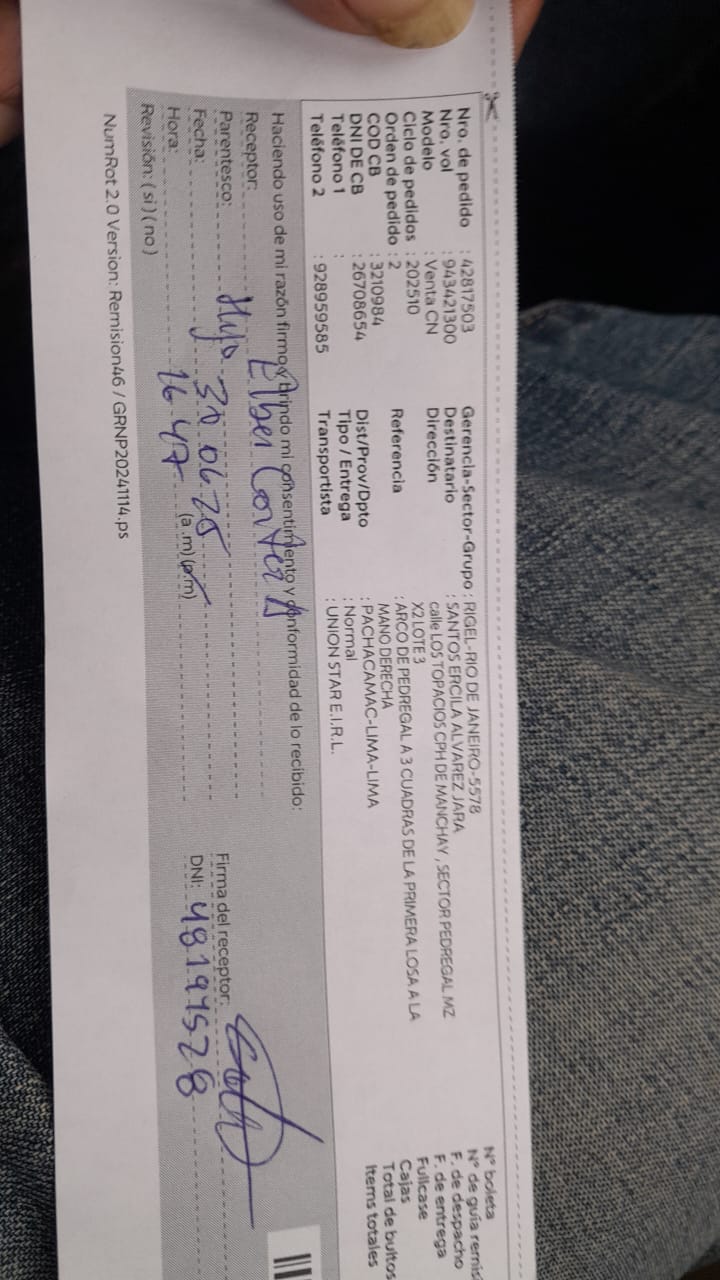 Nro. de pedido : 42817503
Nro. vol : 943421300
Modelo : Venta CN
Ciclo de pedidos : 202510
Orden de pedido : 2
COD CB : 3210984
DNI DE CB : 26708654
Teléfono 1 :
Teléfono 2 : 928959585
Gerencia-Sector-Grupo : RIGEL-RIO DE JANEIRO-5578
Destinatario : SANTOS ERCILA ALVAREZ JARA
Dirección : calle LOS TOPACIOS CPH DE MANCHAY , SECTOR PEDREGAL MZ
X2 LOTE 3
Referencia : ARCO DE PEDREGAL A 3 CUADRAS DE LA PRIMERA LOSA A LA
MANO DERECHA
Dist/Prov/Dpto : PACHACAMAC-LIMA-LIMA
Tipo / Entrega : Normal
Transportista : UNION STAR E.I.R.L.
N° boleta
N° de guía remis
F. de despacho
F. de entrega
Fullcase
Cajas
Total de bultos
Items totales
Haciendo uso de mi razón firmo y brindo mi consentimiento y conformidad de lo recibido:
Receptor: Elber
Parentesco: Hijo
Fecha: 06 25
Hora: 16 47 (a.m) (p.m)
Revisión: ( si ) ( no )
Firma del receptor:
DNI: 48197528
NumRot 2.0 Version: Remision46 / GRNP20241114.ps